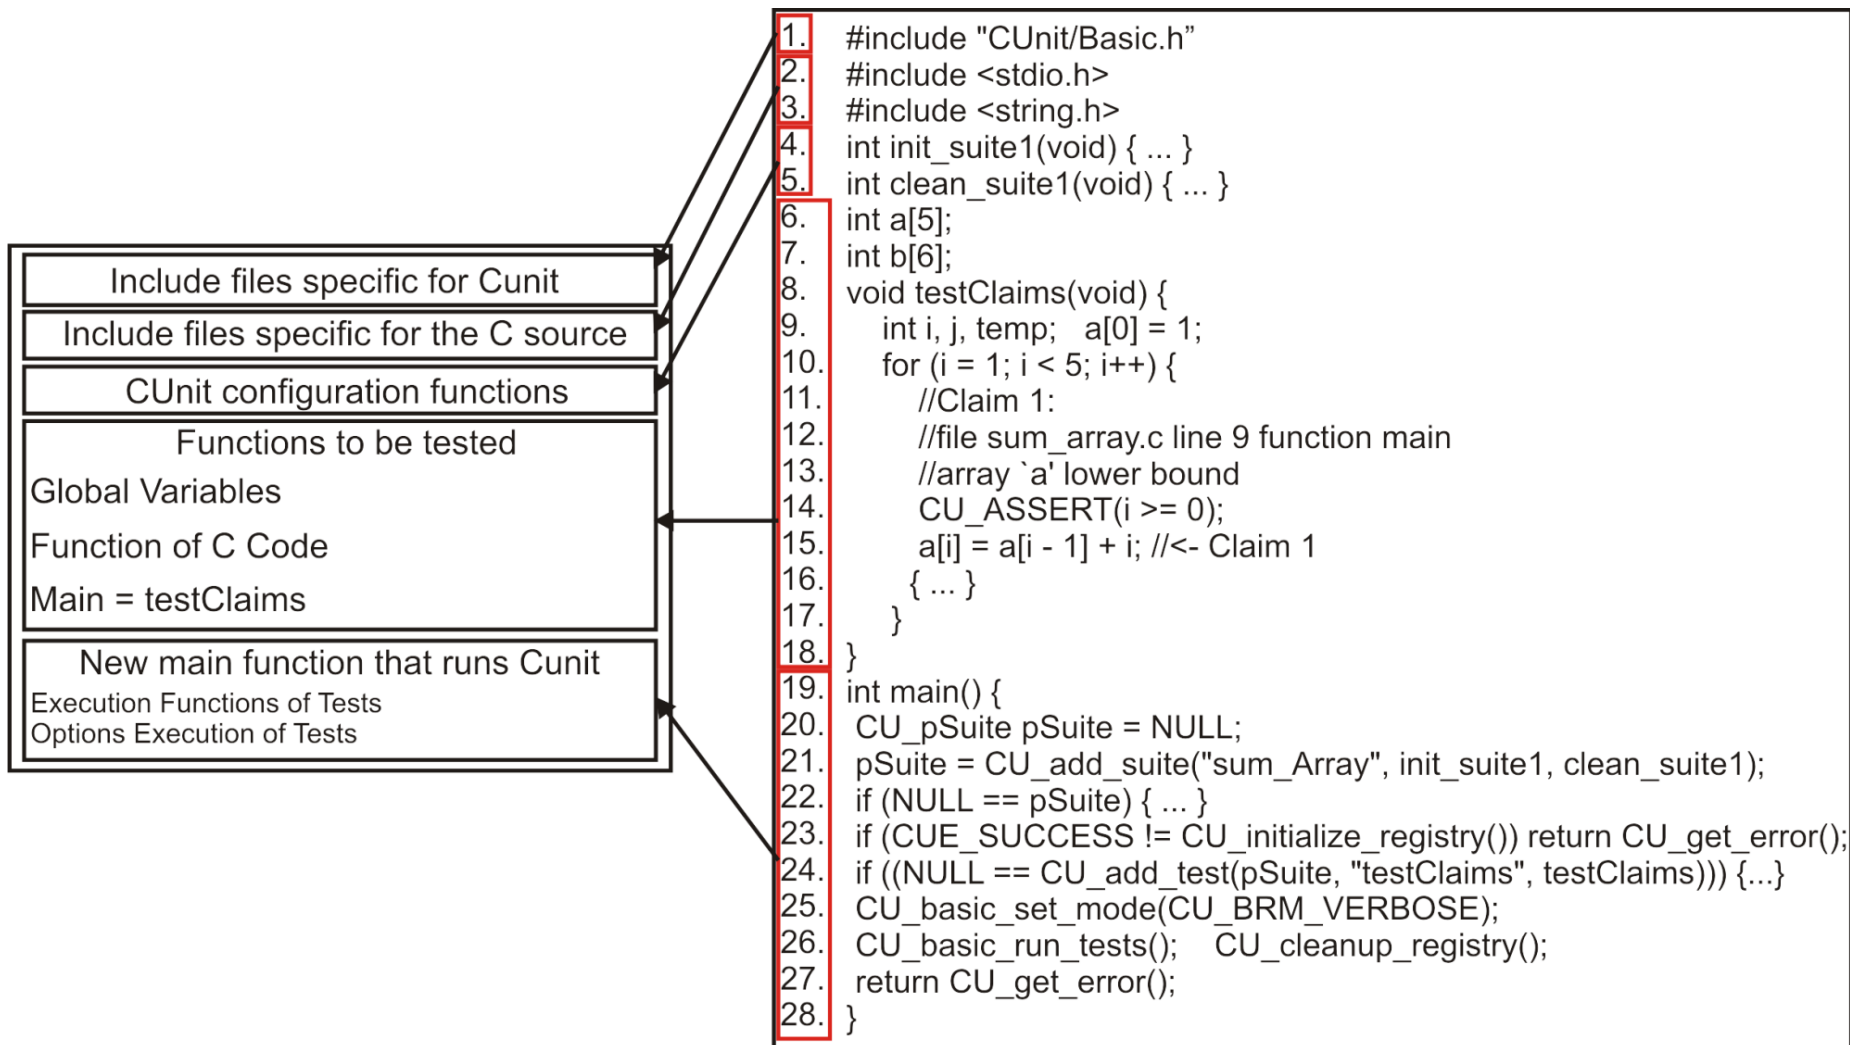 Include files specific for Cunit
Include files specific for the C source
CUnit configuration functions
Functions to be tested
Global Variables
Function of C Code
Main = testClaims
New main function that runs Cunit
Execution Functions of Tests
Options Execution of Tests
1. #include "CUnit/Basic.h”
2. #include <stdio.h>
3. #include <string.h>
4. int init_suite1(void) { ... }
5. int clean_suite1(void) { ... }
6. int a[5];
7. int b[6];
8. void testClaims(void) {
9. int i, j, temp; a[0] = 1;
10. for (i = 1; i < 5; i++) {
11. //Claim 1:
12. //file sum_array.c line 9 function main
13. //array `a' lower bound
14. CU_ASSERT(i >= 0);
15. a[i] = a[i - 1] + i; //<- Claim 1
16. { ... }
17. }
18. }
19. int main() {
20. CU_pSuite pSuite = NULL;
21. pSuite = CU_add_suite("sum_Array", init_suite1, clean_suite1);
22. if (NULL == pSuite) { ... }
23. if (CUE_SUCCESS != CU_initialize_registry()) return CU_get_error();
24. if ((NULL == CU_add_test(pSuite, "testClaims", testClaims))) {...}
25. CU_basic_set_mode(CU_BRM_VERBOSE);
26. CU_basic_run_tests(); CU_cleanup_registry();
27. return CU_get_error();
28. }